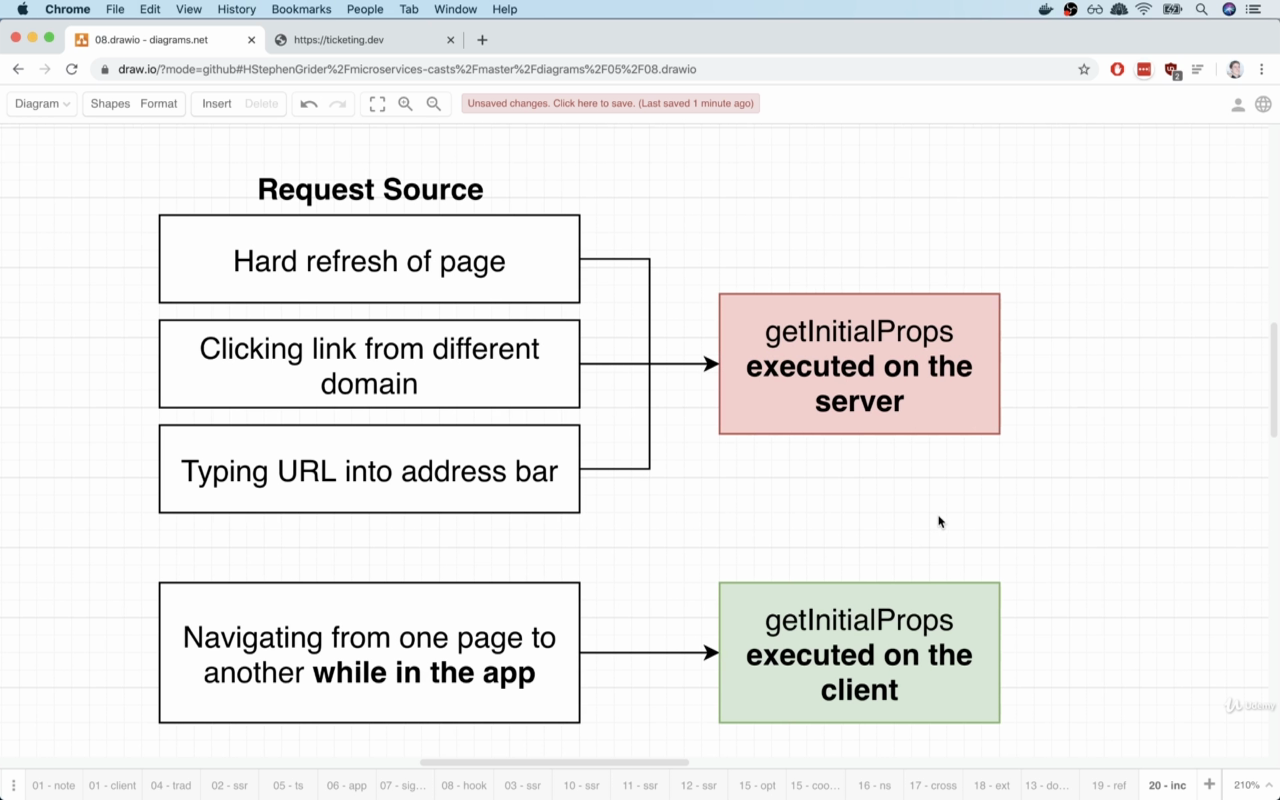 Chrome File Edit View History Bookmarks People Tab Window Help
08.drawio - diagrams.net
https://ticketing.dev
draw.io/?mode=github#HStephenGrider%2Fmicroservices-casts%2Fmaster%2Fdiagrams%2F05%2F08.drawio
2
Diagram Shapes Format Insert Delete Unsaved changes. Click here to save. (Last saved 1 minute ago)
Request Source
Hard refresh of page
Clicking link from different
domain
Typing URL into address bar
getInitialProps
executed on the
server
Navigating from one page to
another while in the app
getInitialProps
executed on the
client
Udemy
01 - note 01 - client 04 - trad 02 - ssr 05 - ts 06 - app 07 - sig... 08 - hook 03 - ssr 10 - ssr 11 - ssr 12 - ssr 15 - opt 15 - coo... 16 - ns 17 - cross 18 - ext 13 - do... 19 - ref 20 - inc 210%